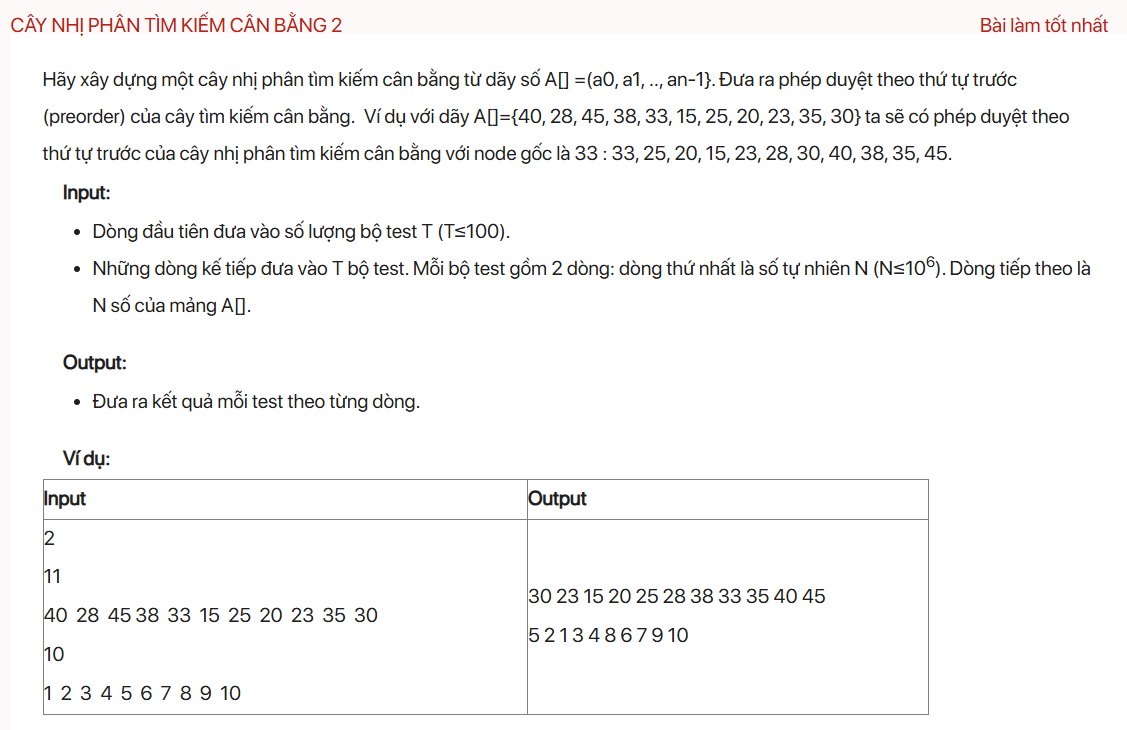 CÂY NHỊ PHÂN TÌM KIẾM CÂN BẰNG 2
Bài làm tốt nhất
Hãy xây dựng một cây nhị phân tìm kiếm cân bằng từ dãy số A[] =(a0, a1, .., an-1}. Đưa ra phép duyệt theo thứ tự trước
(preorder) của cây tìm kiếm cân bằng. Ví dụ với dãy A[]={40, 28, 45, 38, 33, 15, 25, 20, 23, 35, 30} ta sẽ có phép duyệt theo
thứ tự trước của cây nhị phân tìm kiếm cân bằng với node gốc là 33 : 33, 25, 20, 15, 23, 28, 30, 40, 38, 35, 45.
Input:
• Dòng đầu tiên đưa vào số lượng bộ test T (T≤100).
• Những dòng kế tiếp đưa vào T bộ test. Mỗi bộ test gồm 2 dòng: dòng thứ nhất là số tự nhiên N (N≤10⁶). Dòng tiếp theo là
N số của mảng A[].
Output:
• Đưa ra kết quả mỗi test theo từng dòng.
Ví dụ:
Input
Output
2
11
40 28 45 38 33 15 25 20 23 35 30
10
1 2 3 4 5 6 7 8 9 10
30 23 15 20 25 28 38 33 35 40 45
5 2 1 3 4 8 6 7 9 10